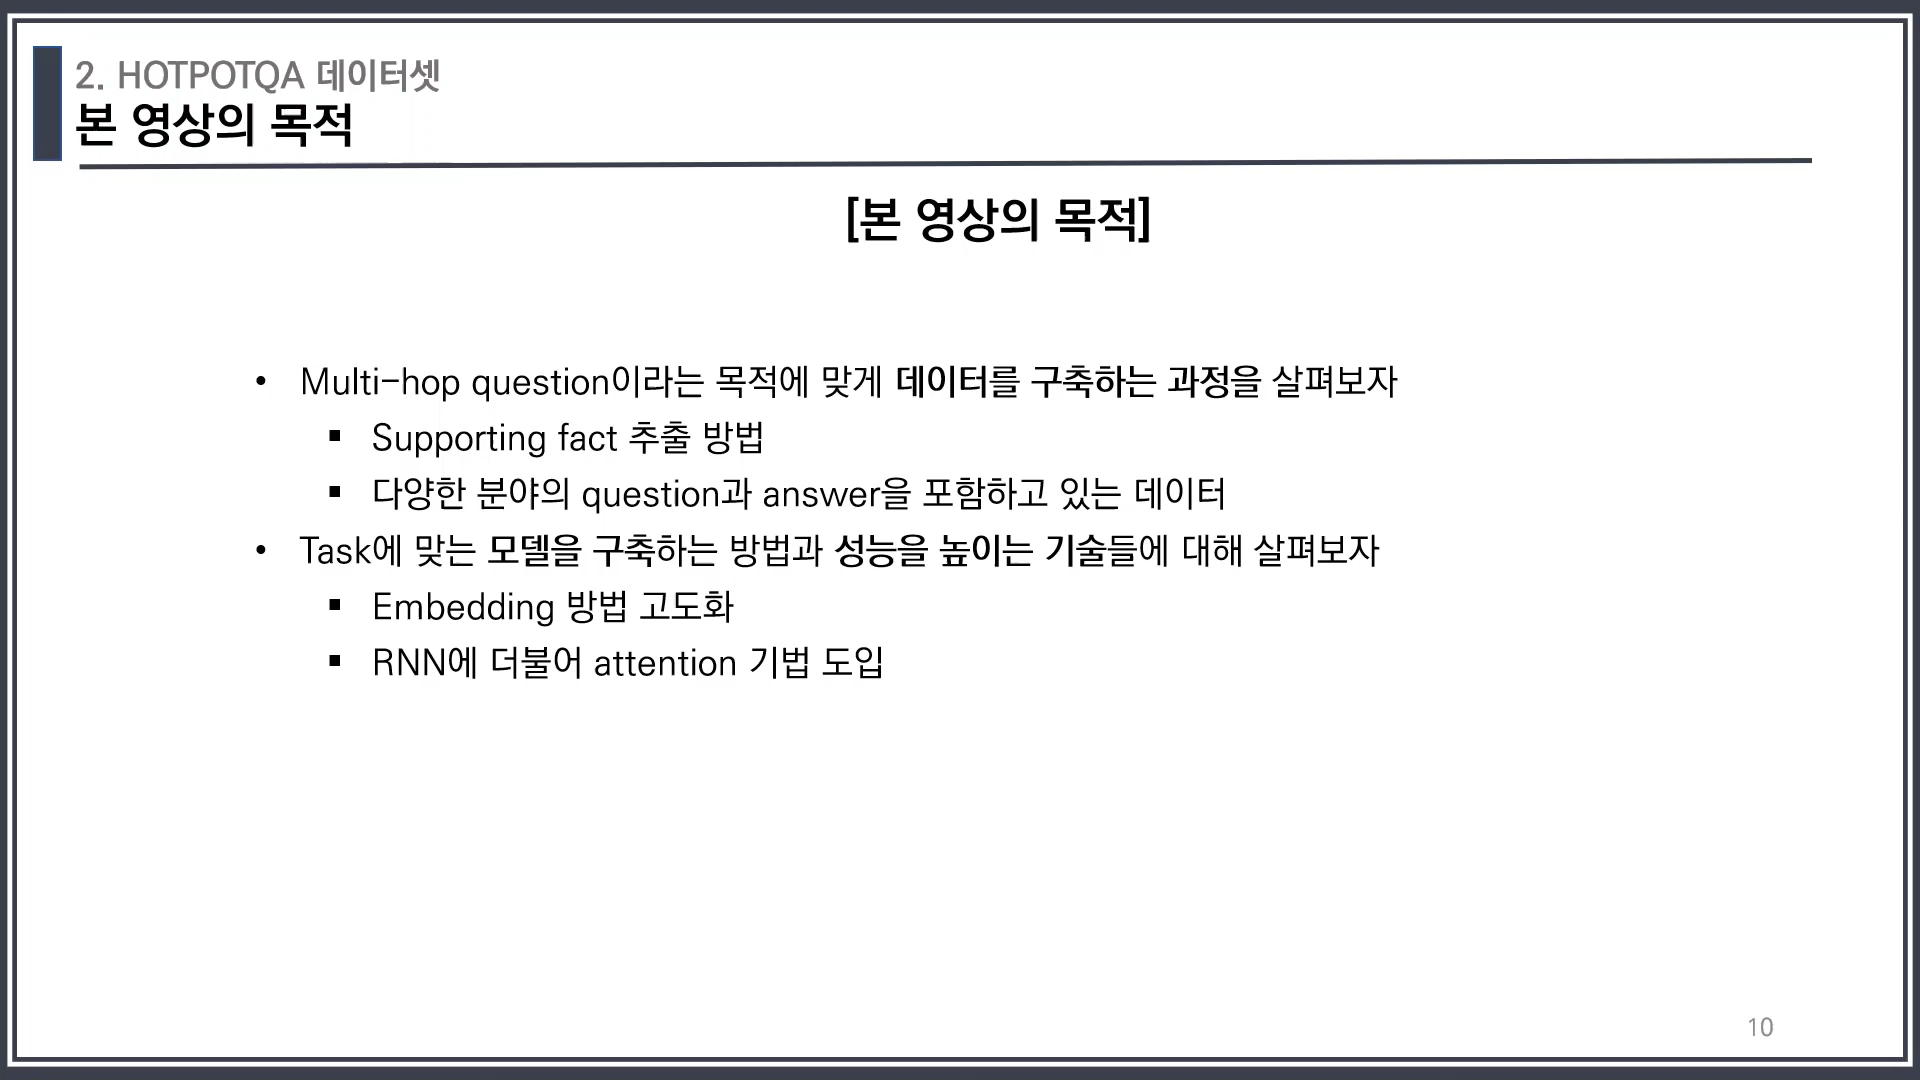 2. HOTPOTQA 데이터셋
본 영상의 목적
[본 영상의 목적]
• Multi-hop question이라는 목적에 맞게 데이터를 구축하는 과정을 살펴보자
▪ Supporting fact 추출 방법
▪ 다양한 분야의 question과 answer을 포함하고 있는 데이터
• Task에 맞는 모델을 구축하는 방법과 성능을 높이는 기술들에 대해 살펴보자
▪ Embedding 방법 고도화
▪ RNN에 더불어 attention 기법 도입
10